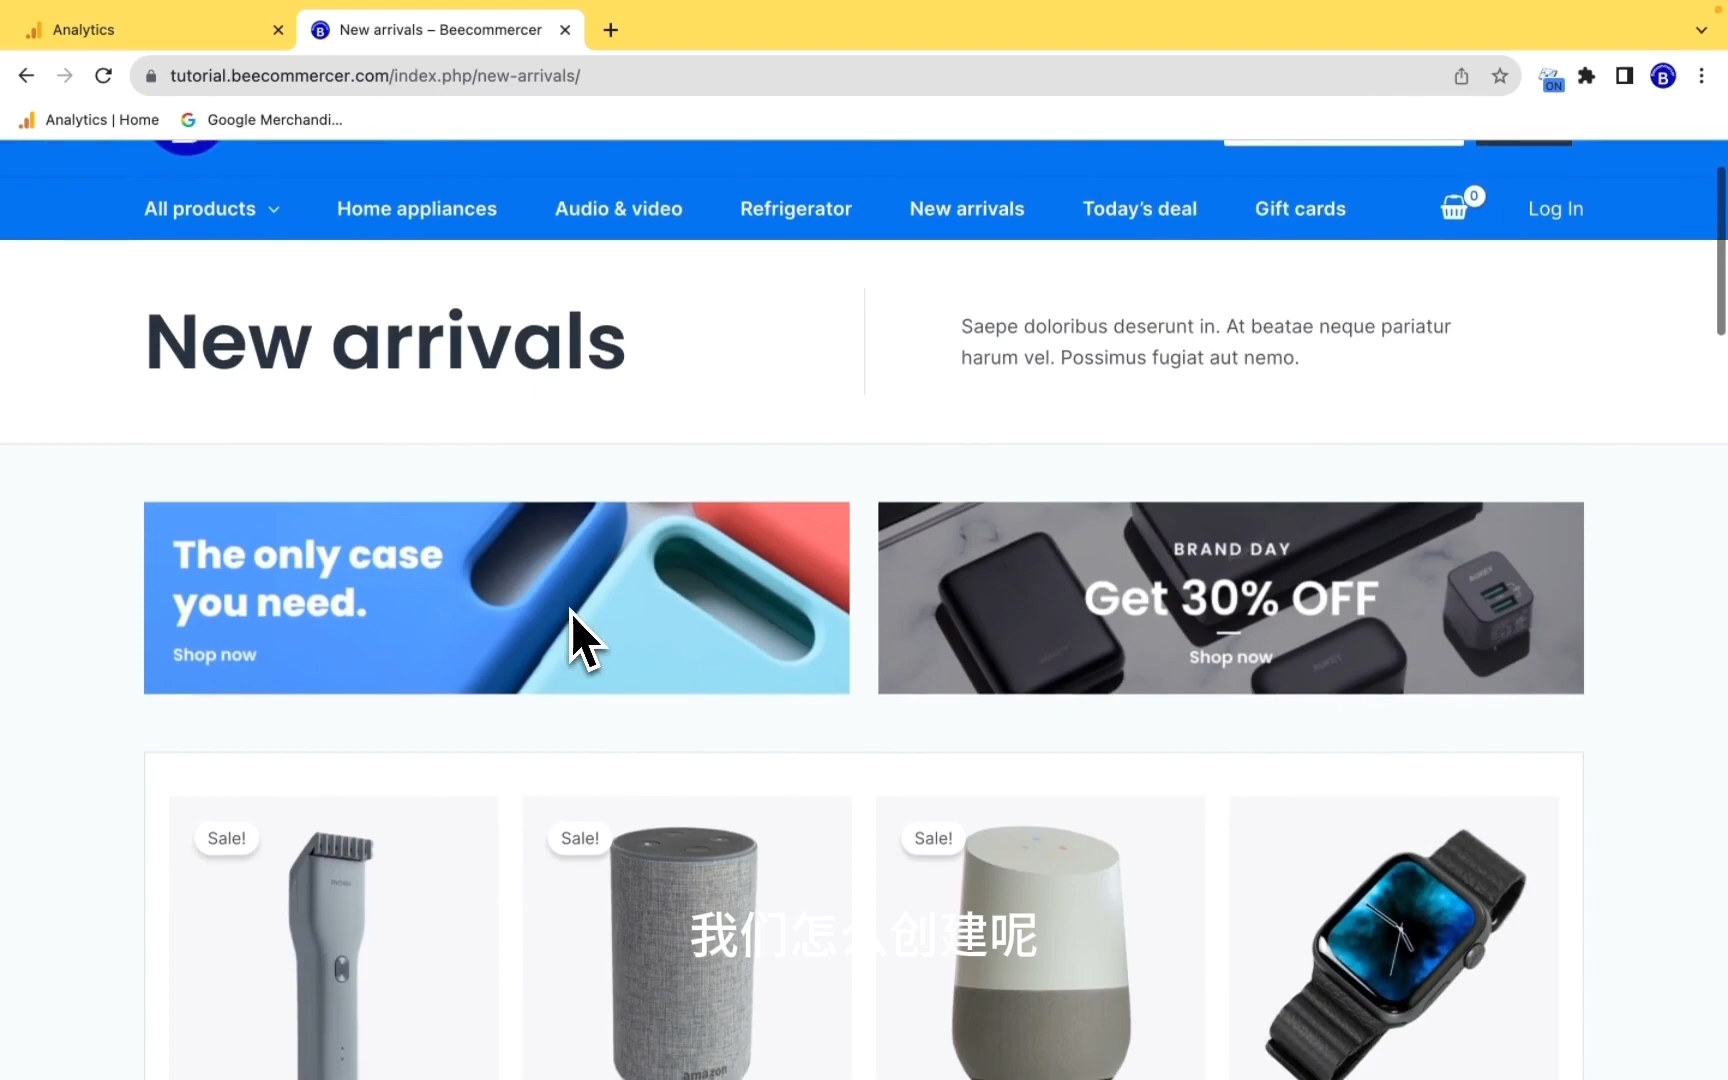 Analytics
New arrivals – Beecommercer
tutorial.beecommercer.com/index.php/new-arrivals/
ON
B
Analytics | Home
Google Merchandi...
All products
Home appliances
Audio & video
Refrigerator
New arrivals
Today's deal
Gift cards
0
Log In
New arrivals
Saepe doloribus deserunt in. At beatae neque pariatur
harum vel. Possimus fugiat aut nemo.
The only case
you need.
Shop now
BRAND DAY
Get 30% OFF
Shop now
AUKEY
Sale!
Sale!
Sale!
我们怎么创建呢
amazon